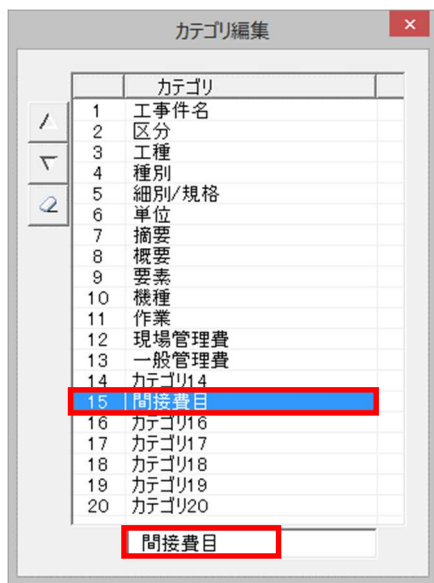 カテゴリ編集
カテゴリ
1 工事件名
2 区分
3 工種
4 種別
5 細別/規格
6 単位
7 摘要
8 概要
9 要素
10 機種
11 作業
12 現場管理費
13 一般管理費
14 カテゴリ14
15 間接費目
16 カテゴリ16
17 カテゴリ17
18 カテゴリ18
19 カテゴリ19
20 カテゴリ20
間接費目